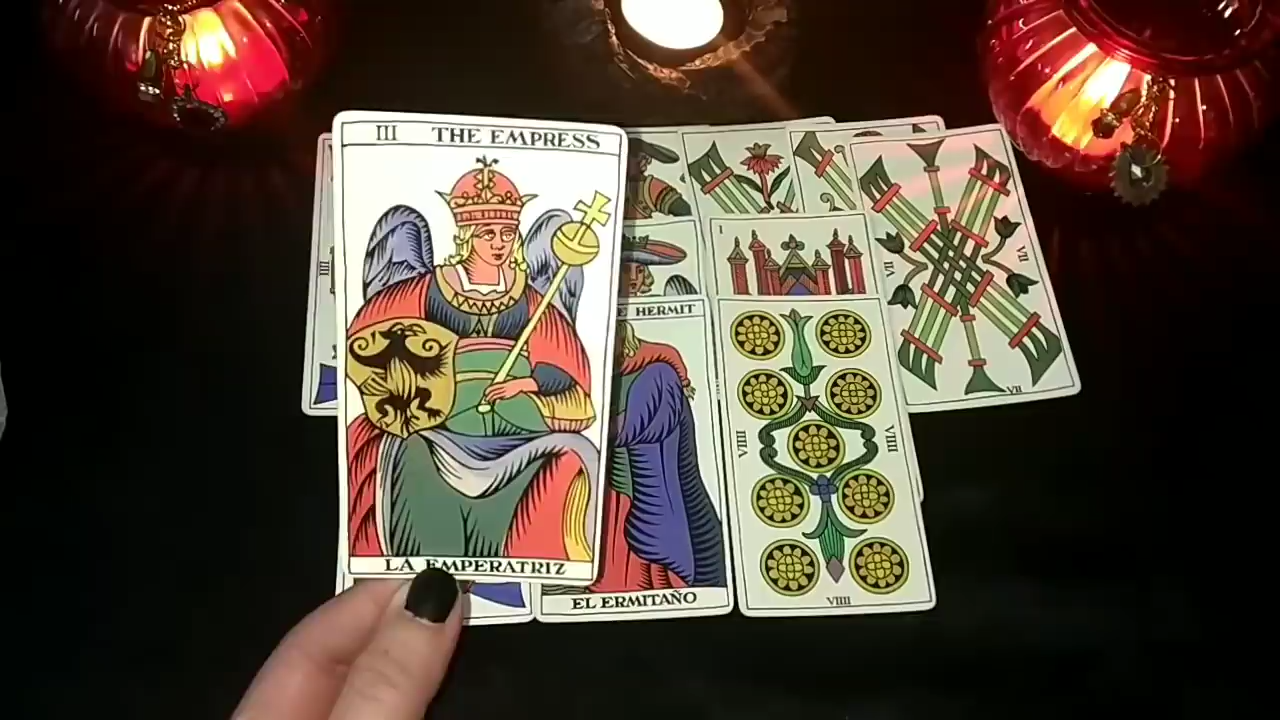 III THE EMPRESS
LA EMPERATRIZ
E HERMIT
EL ERMITAÑO
I
VIIII
VIIII
VIIII
VII
VII
VII